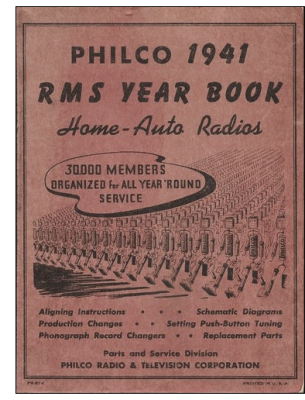 PHILCO 1941
RMS YEAR BOOK
Home-Auto Radios
30,000 MEMBERS
ORGANIZED for ALL YEAR 'ROUND
SERVICE
Aligning Instructions • • • Schematic Diagrams
Production Changes • • Setting Push-Button Tuning
Phonograph Record Changers • • Replacement Parts
Parts and Service Division
PHILCO RADIO & TELEVISION CORPORATION
PRINTED IN U. S. A.